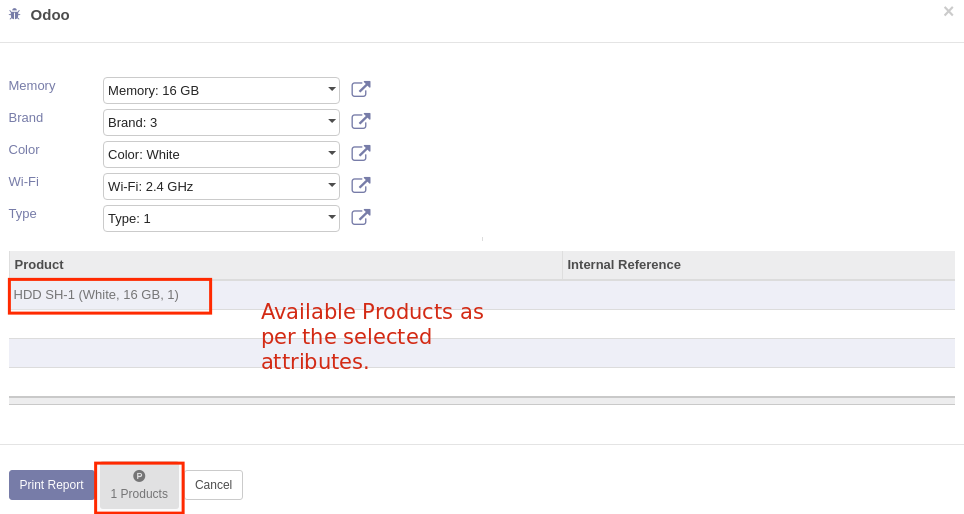 Odoo
×
Memory
Memory: 16 GB
Brand
Brand: 3
Color
Color: White
Wi-Fi
Wi-Fi: 2.4 GHz
Type
Type: 1
Product Internal Reference
HDD SH-1 (White, 16 GB, 1)
Available Products as
per the selected
attributes.
Print Report
P
1 Products
Cancel